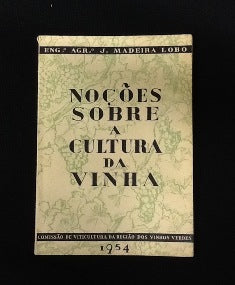 ENG.º AGR.º J. MADEIRA LOBO
NOÇÕES
SOBRE
A
CULTURA
DA
VINHA
COMISSÃO DE VITICULTURA DA REGIÃO DOS VINHOS VERDES
1954